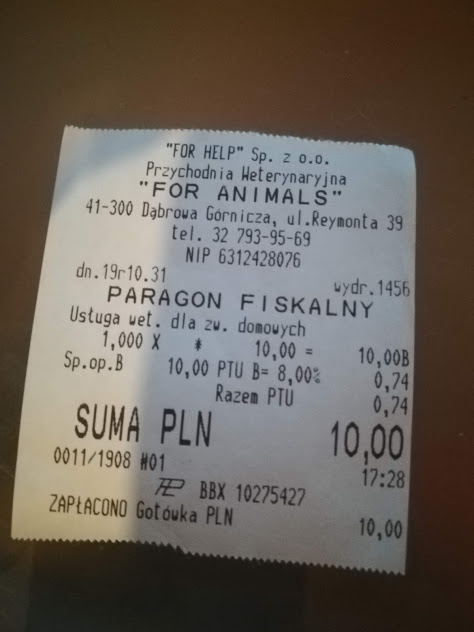 "FOR HELP" Sp. z o.o.
Przychodnia Weterynaryjna
"FOR ANIMALS"
41-300 Dąbrowa Górnicza, ul.Reymonta 39
tel. 32 793-95-69
NIP 6312428076
dn.19r10.31 wydr.1456
PARAGON FISKALNY
Usługa wet. dla zw. domowych
1,000 X * 10,00 = 10,00B
Sp.op.B 10,00 PTU B= 8,00% 0,74
Razem PTU 0,74
SUMA PLN 10,00
0011/1908 #01 17:28
BBX 10275427
ZAPŁACONO Gotówka PLN 10,00